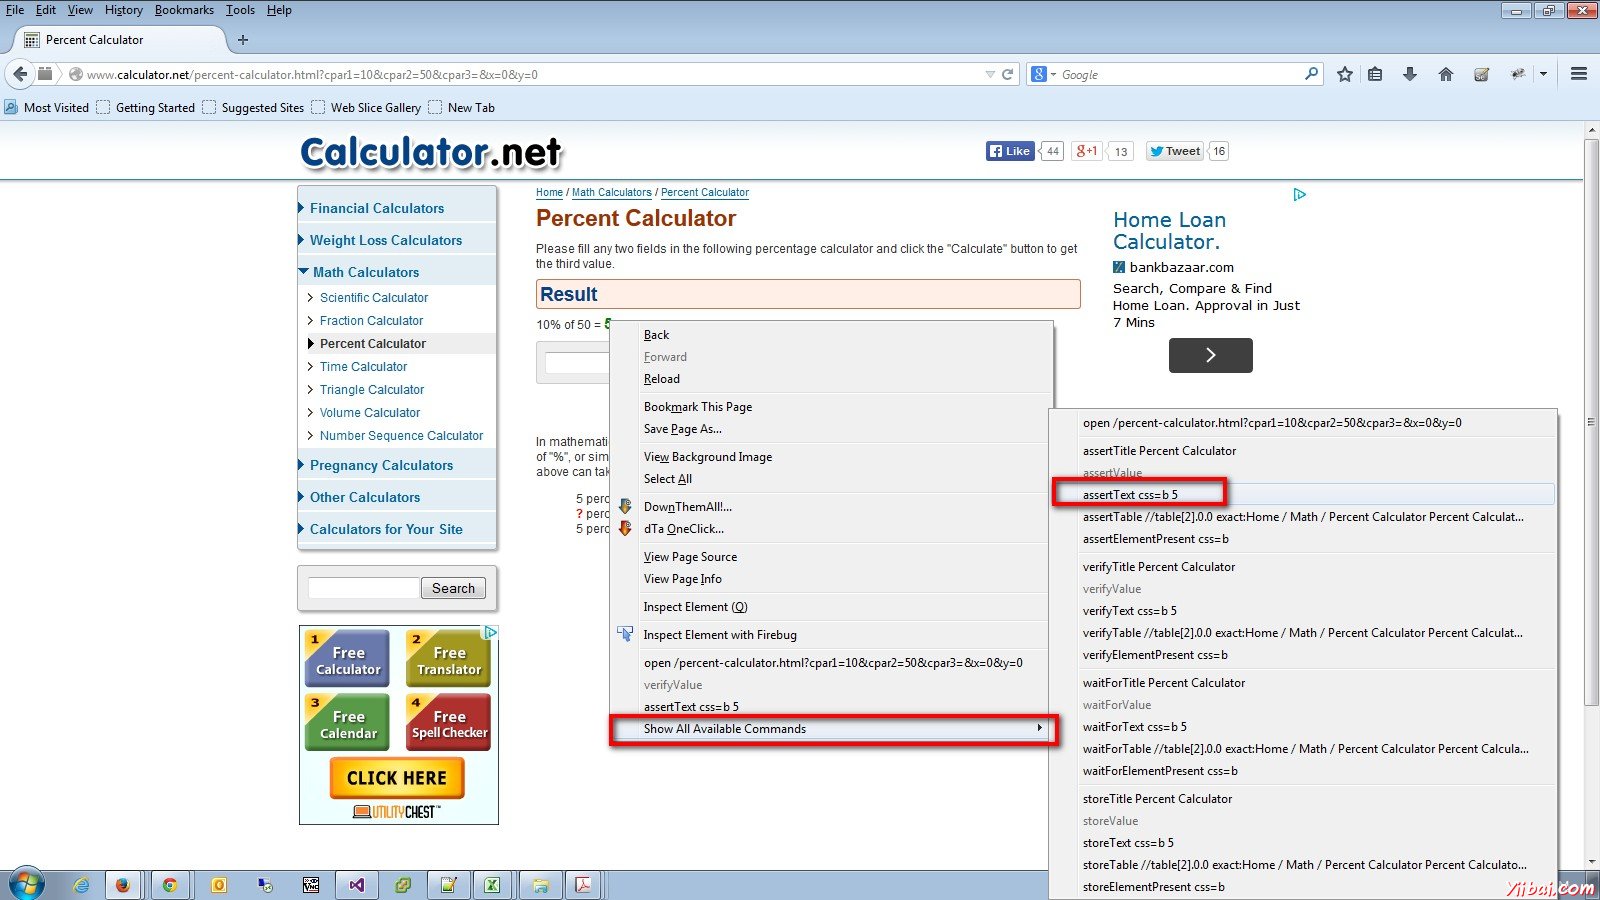 File Edit View History Bookmarks Tools Help
Percent Calculator
www.calculator.net/percent-calculator.html?cpar1=10&cpar2=50&cpar3=&x=0&y=0
Google
Most Visited Getting Started Suggested Sites Web Slice Gallery New Tab
Calculator.net
Like 44 g+1 13 Tweet 16
Financial Calculators
Weight Loss Calculators
Math Calculators
Scientific Calculator
Fraction Calculator
Percent Calculator
Time Calculator
Triangle Calculator
Volume Calculator
Number Sequence Calculator
Pregnancy Calculators
Other Calculators
Calculators for Your Site
Search
1 Free Calculator
2 Free Translator
3 Free Calendar
4 Free Spell Checker
CLICK HERE
UTILITYCHEST™
Home / Math Calculators / Percent Calculator
Percent Calculator
Please fill any two fields in the following percentage calculator and click the "Calculate" button to get
the third value.
Result
10% of 50 = 5
In mathemati
of "%", or sim
above can tak
5 perc
? perc
5 perc
Home Loan
Calculator.
bankbazaar.com
Search, Compare & Find
Home Loan. Approval in Just
7 Mins
Back
Forward
Reload
Bookmark This Page
Save Page As...
View Background Image
Select All
DownThemAll!...
dTa OneClick...
View Page Source
View Page Info
Inspect Element (Q)
Inspect Element with Firebug
open /percent-calculator.html?cpar1=10&cpar2=50&cpar3=&x=0&y=0
verifyValue
assertText css=b 5
Show All Available Commands
open /percent-calculator.html?cpar1=10&cpar2=50&cpar3=&x=0&y=0
assertTitle Percent Calculator
assertValue
assertText css=b 5
assertTable //table[2].0.0 exact:Home / Math / Percent Calculator Percent Calculat...
assertElementPresent css=b
verifyTitle Percent Calculator
verifyValue
verifyText css=b 5
verifyTable //table[2].0.0 exact:Home / Math / Percent Calculator Percent Calculat...
verifyElementPresent css=b
waitForTitle Percent Calculator
waitForValue
waitForText css=b 5
waitForTable //table[2].0.0 exact:Home / Math / Percent Calculator Percent Calcula...
waitForElementPresent css=b
storeTitle Percent Calculator
storeValue
storeText css=b 5
storeTable //table[2].0.0 exact:Home / Math / Percent Calculator Percent Calculato...
storeElementPresent css=b
Yiibai.com